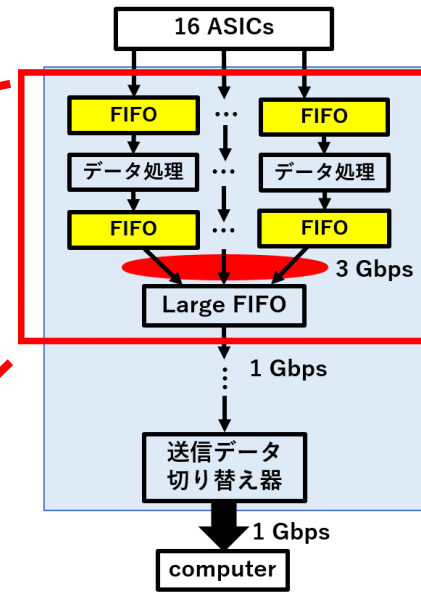 16 ASICs
FIFO … FIFO
データ処理 … データ処理
FIFO … FIFO
3 Gbps
Large FIFO
1 Gbps
送信データ
切り替え器
1 Gbps
computer